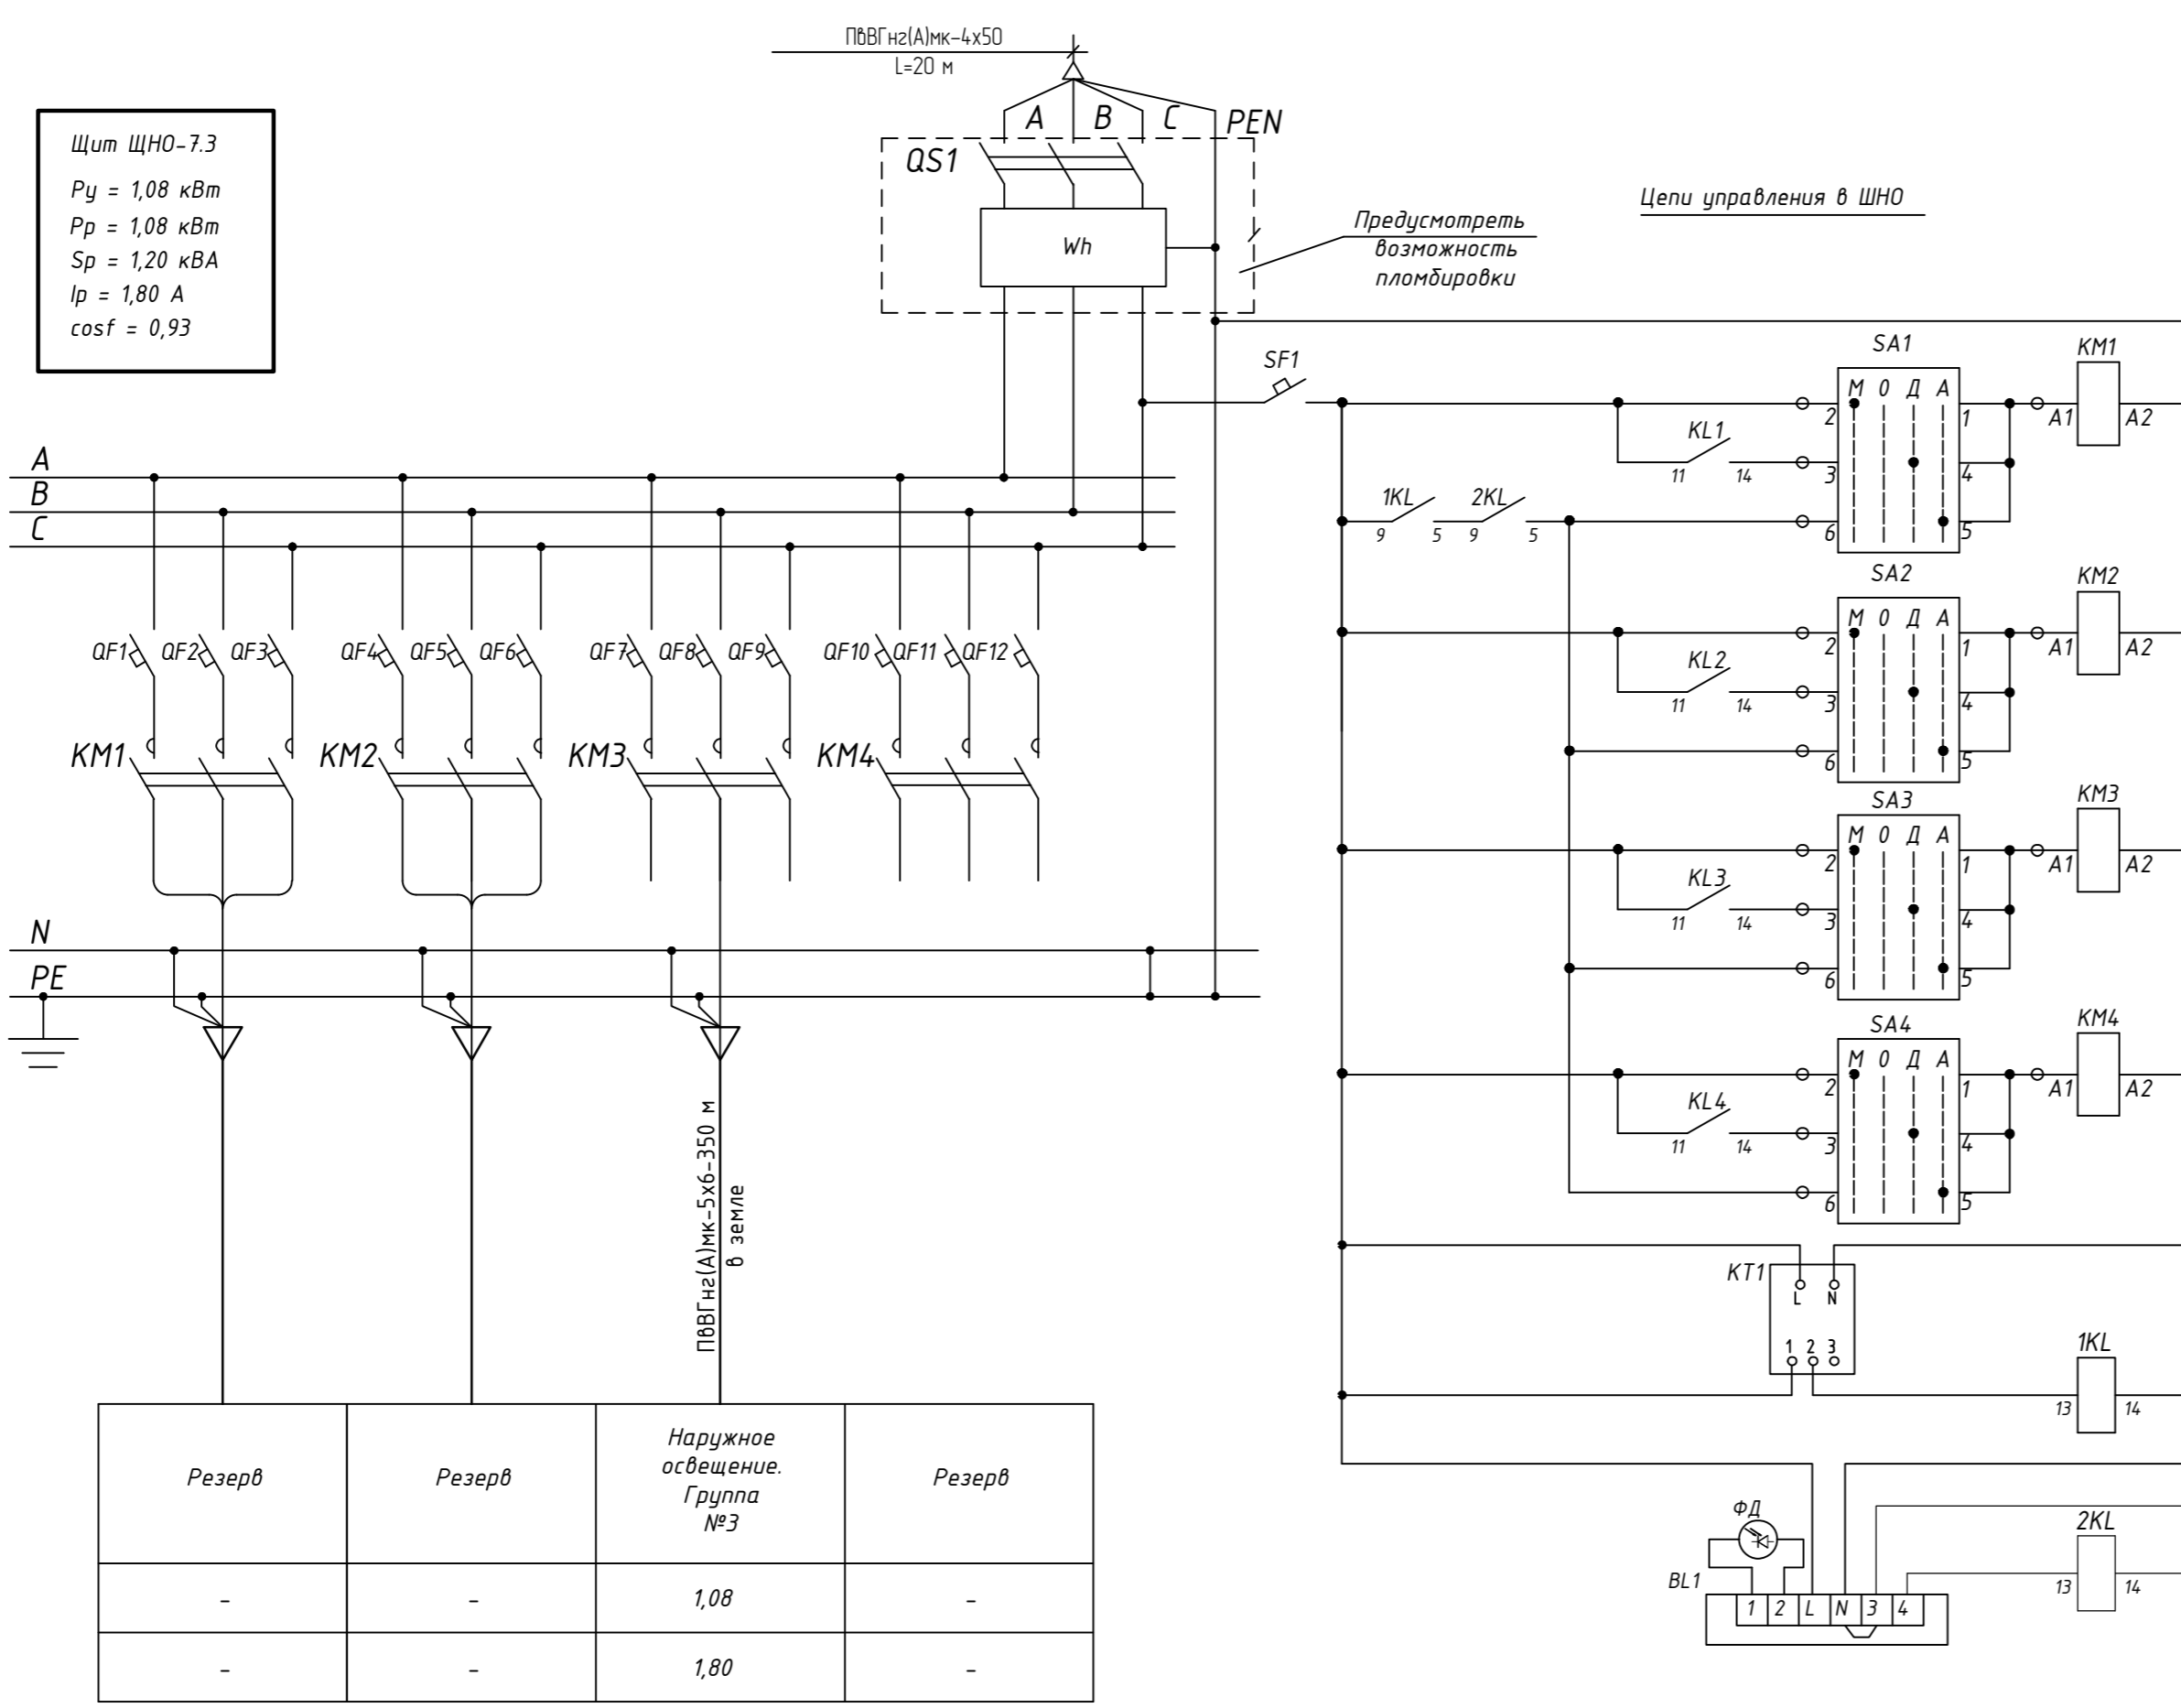 ПвВГнг(А)мк-4х50
L=20 м
Щит ЩНО-7.3
Ру = 1,08 кВт
Рр = 1,08 кВт
Sp = 1,20 кВА
Ip = 1,80 А
cosf = 0,93
A B C PEN
QS1
Wh
Предусмотреть
возможность
пломбировки
Цепи управления в ШНО
SF1
A
B
C
QF1 QF2 QF3 QF4 QF5 QF6 QF7 QF8 QF9 QF10 QF11 QF12
KM1 KM2 KM3 KM4
N
PE
ПвВГнг(А)мк-5х6-350 м
в земле
Резерв
Резерв
Наружное
освещение.
Группа
№3
Резерв
- - 1,08 -
- - 1,80 -
SA1 KM1
М О Д А
2 1 A1 A2
KL1
11 14 3 4
1KL 2KL
9 5 9 5 6 5
SA2 KM2
М О Д А
2 1 A1 A2
KL2
11 14 3 4
6 5
SA3 KM3
М О Д А
2 1 A1 A2
KL3
11 14 3 4
6 5
SA4 KM4
М О Д А
2 1 A1 A2
KL4
11 14 3 4
6 5
KT1
L N
1 2 3
1KL
13 14
ФД
2KL
13 14
BL1
1 2 L N 3 4